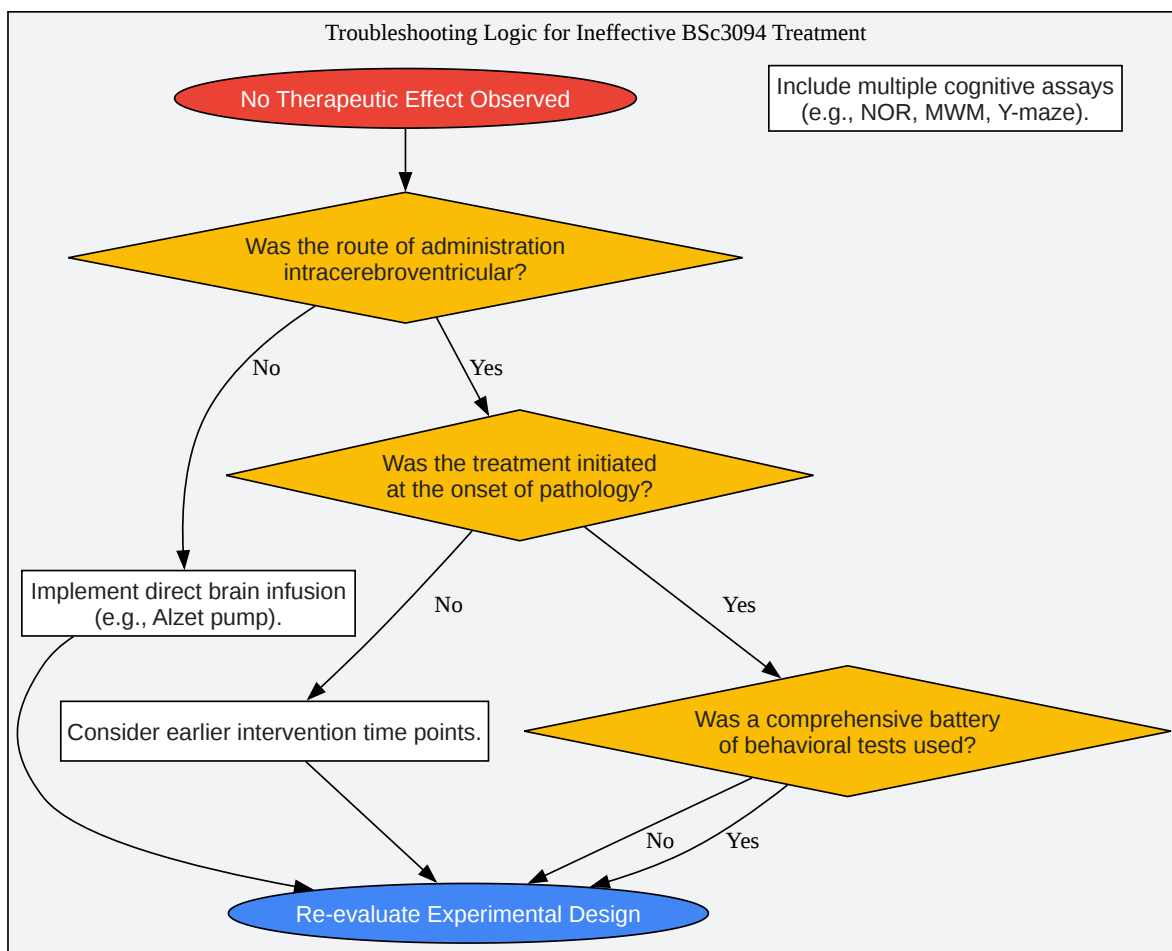 Troubleshooting Logic for Ineffective BSc3094 Treatment
No Therapeutic Effect Observed
Include multiple cognitive assays
(e.g., NOR, MWM, Y-maze).
Was the route of administration
intracerebroventricular?
No
Yes
Was the treatment initiated
at the onset of pathology?
Implement direct brain infusion
(e.g., Alzet pump).
No
Yes
Consider earlier intervention time points.
Was a comprehensive battery
of behavioral tests used?
No
Yes
Re-evaluate Experimental Design